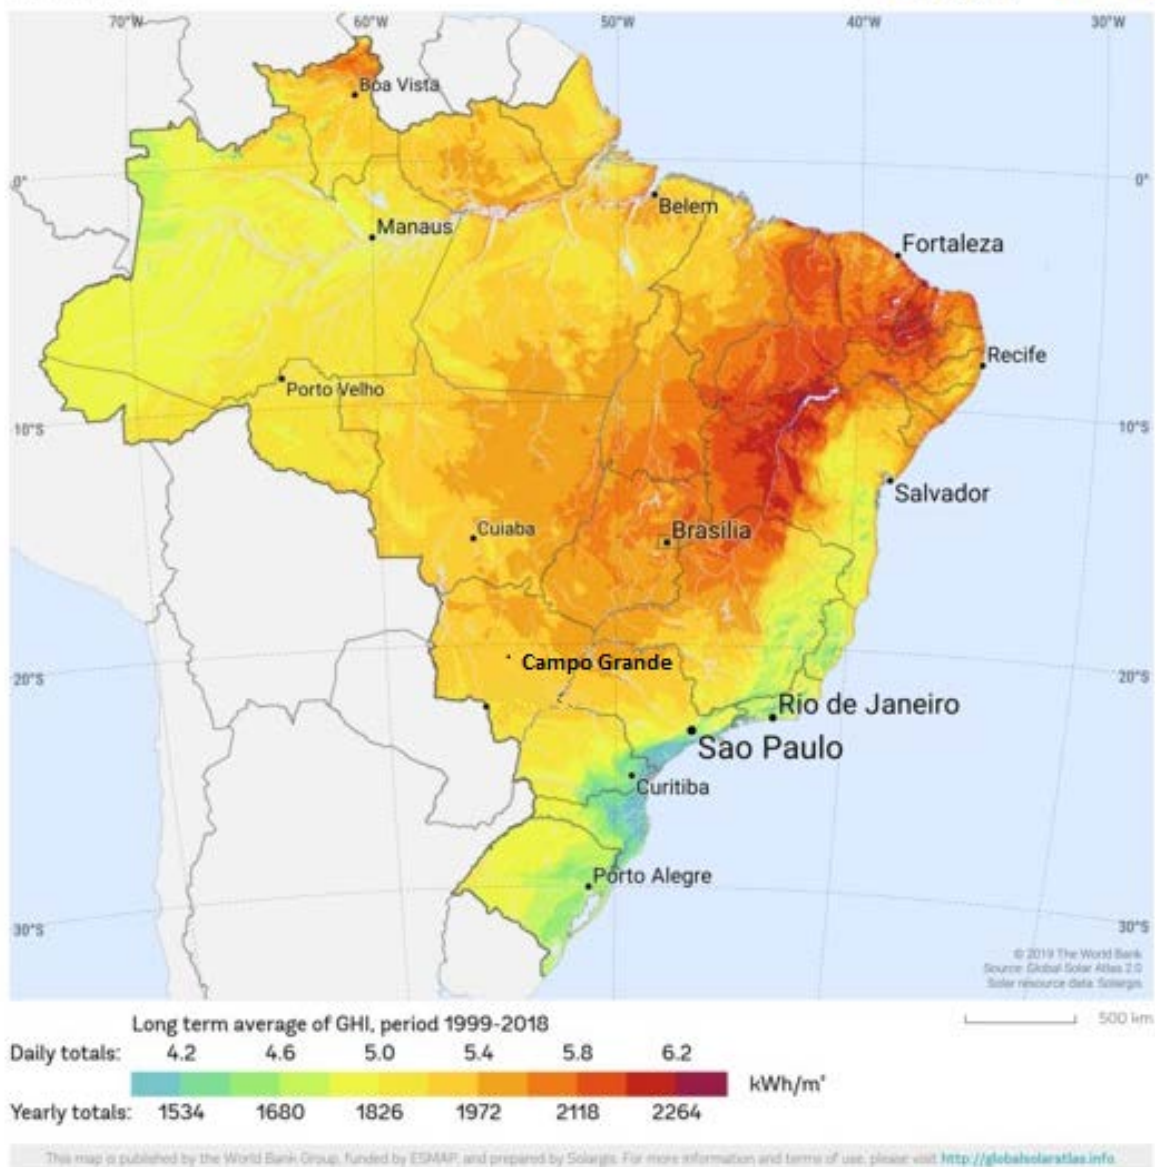 70°W 60°W 50°W 40°W 30°W
Boa Vista
0° 0°
Belem
Manaus
Fortaleza
Recife
Porto Velho
10°S 10°S
Salvador
Cuiaba
Brasilia
Campo Grande
20°S 20°S
Rio de Janeiro
Sao Paulo
Curitiba
Porto Alegre
30°S 30°S
© 2019 The World Bank
Source: Global Solar Atlas 2.0
Solar resource data: Solargis
Long term average of GHI, period 1999-2018
500 km
Daily totals: 4.2 4.6 5.0 5.4 5.8 6.2
kWh/m²
Yearly totals: 1534 1680 1826 1972 2118 2264
This map is published by the World Bank Group, funded by ESMAP, and prepared by Solargis. For more information and terms of use, please visit http://globalsolaratlas.info.